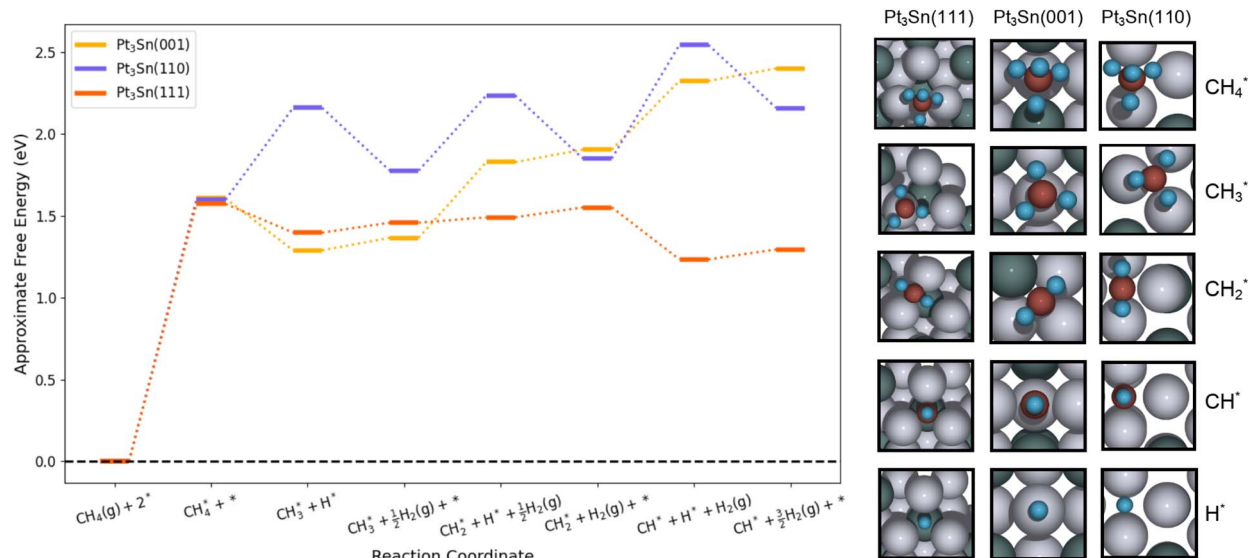 Pt₃Sn(111) Pt₃Sn(001) Pt₃Sn(110)
Approximate Free Energy (eV)
2.5
2.0
1.5
1.0
0.5
0.0
Pt₃Sn(001)
Pt₃Sn(110)
Pt₃Sn(111)
CH₄(g) + 2*
CH₄* + *
CH₃* + H*
CH₃* + ½H₂(g) + *
CH₂* + H* + ½H₂(g)
CH₂* + H₂(g) + *
CH* + H* + H₂(g)
CH* + 3/2H₂(g) + *
Reaction Coordinate
CH₄*
CH₃*
CH₂*
CH*
H*